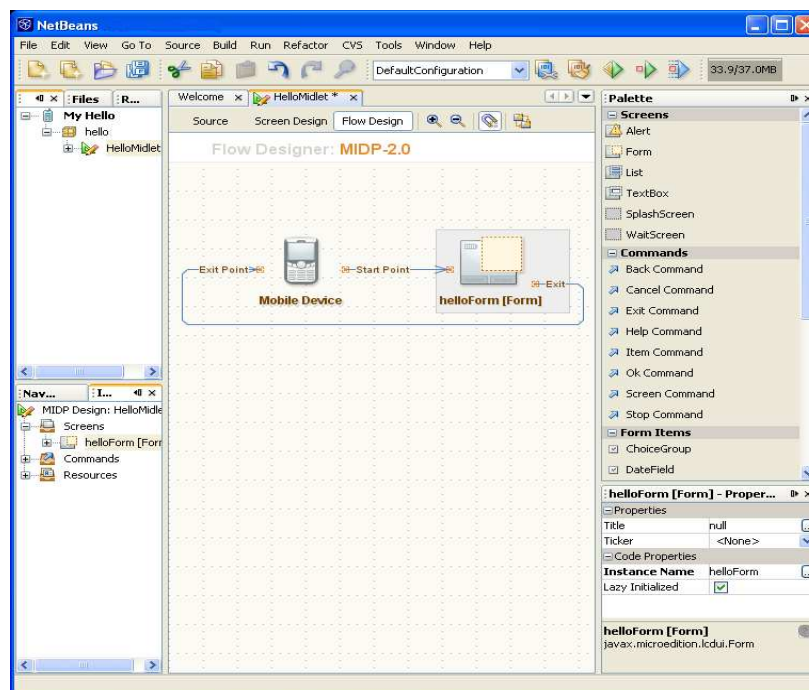 NetBeans
File Edit View Go To Source Build Run Refactor CVS Tools Window Help
DefaultConfiguration
33.9/37.0MB
Files R...
My Hello
hello
HelloMidlet
Welcome HelloMidlet *
Source Screen Design Flow Design
Flow Designer: MIDP-2.0
Exit Point
Start Point
Exit
Mobile Device
helloForm [Form]
Palette
Screens
Alert
Form
List
TextBox
SplashScreen
WaitScreen
Commands
Back Command
Cancel Command
Exit Command
Help Command
Item Command
Ok Command
Screen Command
Stop Command
Form Items
ChoiceGroup
DateField
Nav... I...
MIDP Design: HelloMidle
Screens
helloForm [Forr
Commands
Resources
helloForm [Form] - Proper...
Properties
Title null
Ticker <None>
Code Properties
Instance Name helloForm
Lazy Initialized
helloForm [Form]
javax.microedition.lcdui.Form